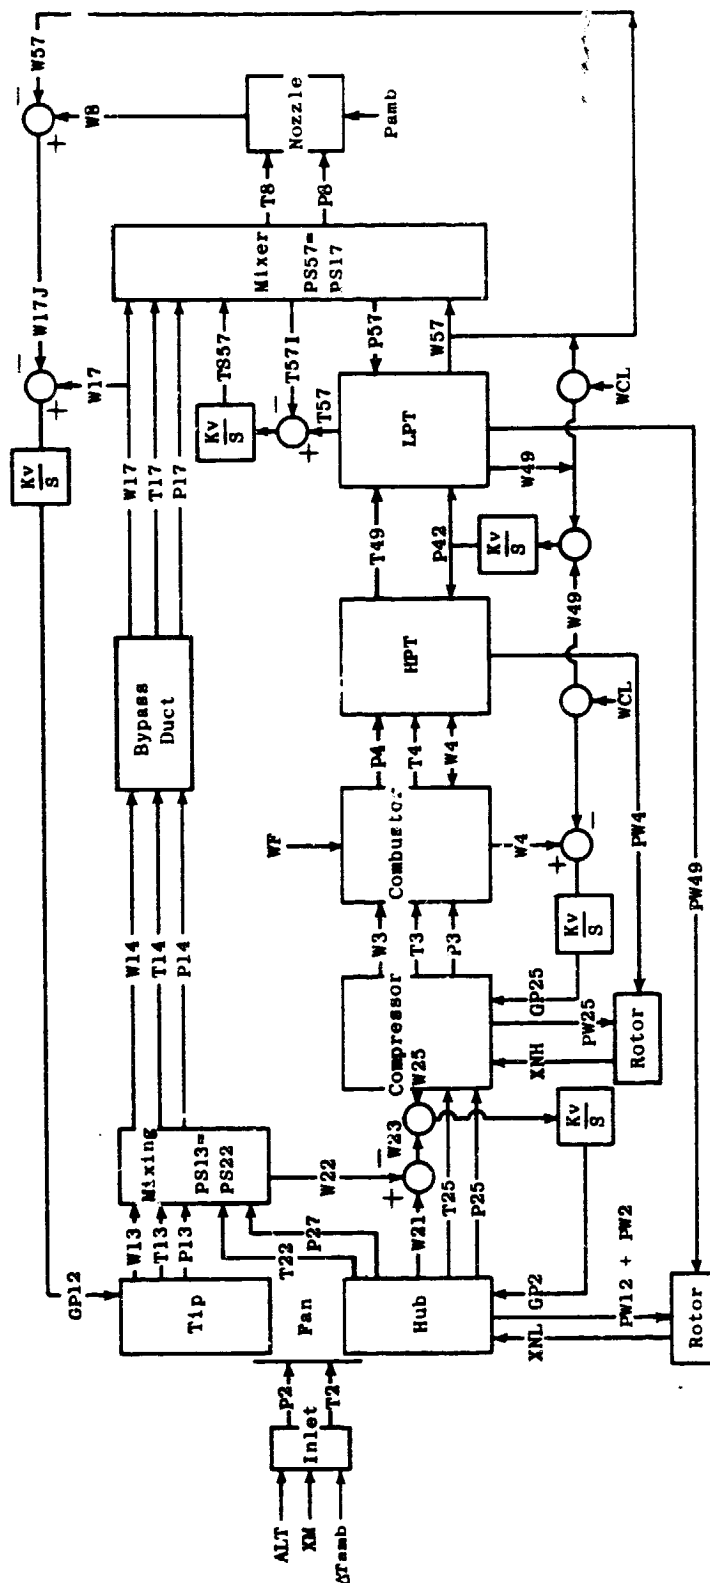 ALT
XM
ΔTamb
Inlet
P2
T2
Fan
Tip
Hub
GP12
W13
T13
P13
T22
P27
W21
T25
P25
GP2
PW12 + PW2
XNL
Rotor
Mixing
PS13=
PS22
W22
+
−
W23
W25
Kv
S
W14
T14
P14
Bypass
Duct
W17
T17
P17
Compressor
XNH
PW25
GP25
Rotor
Kv
S
W3
T3
P3
WF
Combustor
W4
+
−
P4
T4
W4
HPT
PW4
WCL
W49
T49
P42
Kv
S
LPT
W49
PW49
WCL
T57
+
−
Kv
S
TS57
T57I
P57
W57
Mixer
PS57=
PS17
T8
P8
Nozzle
Pamb
W8
+
−
W57
W17J
−
+
W17
Kv
S